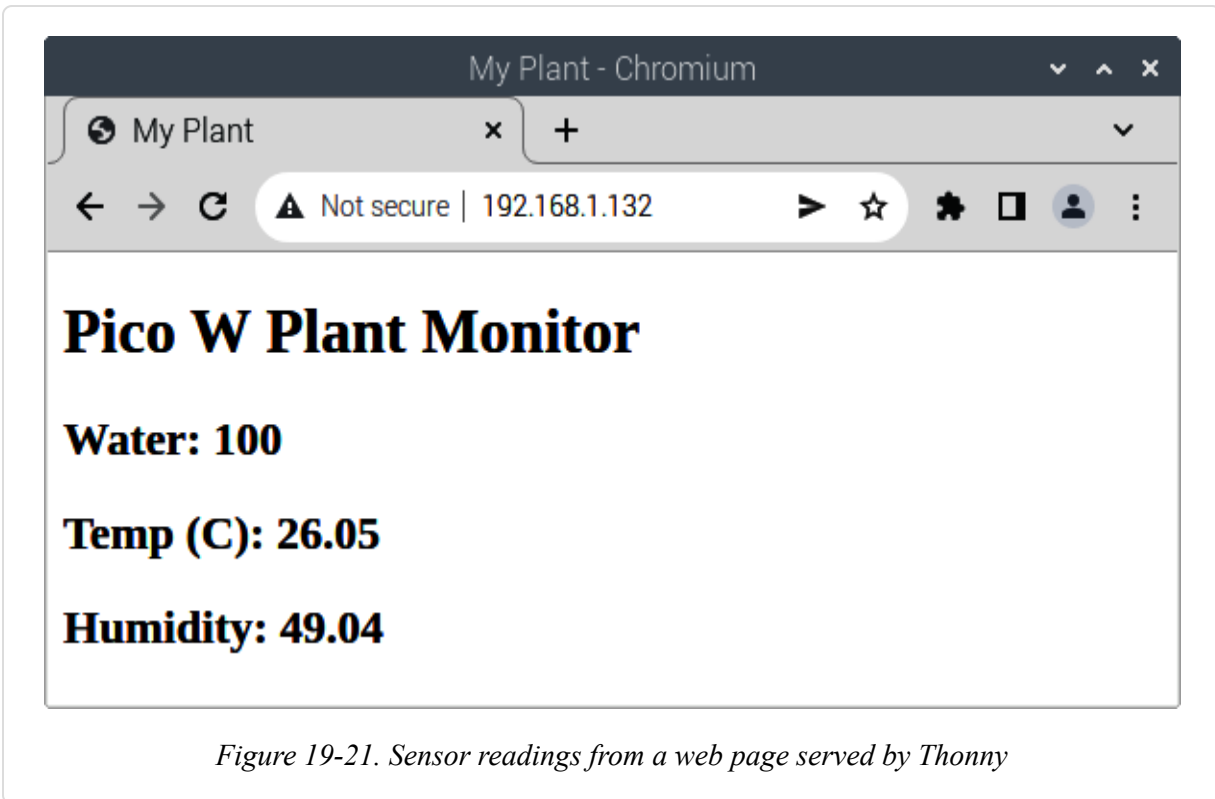 My Plant - Chromium
My Plant
Not secure | 192.168.1.132
Pico W Plant Monitor
Water: 100
Temp (C): 26.05
Humidity: 49.04
Figure 19-21. Sensor readings from a web page served by Thonny